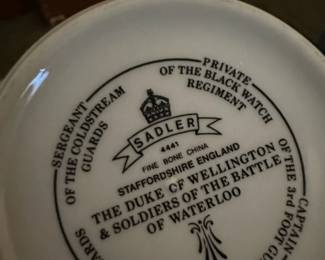 SERGEANT
OF THE COLDSTREAM
GUARDS
PRIVATE
OF THE BLACK WATCH
REGIMENT
SADLER
4441
FINE BONE CHINA
STAFFORDSHIRE ENGLAND
THE DUKE OF WELLINGTON
& SOLDIERS OF THE BATTLE
OF WATERLOO
CAPTAIN
OF THE 3rd FOOT